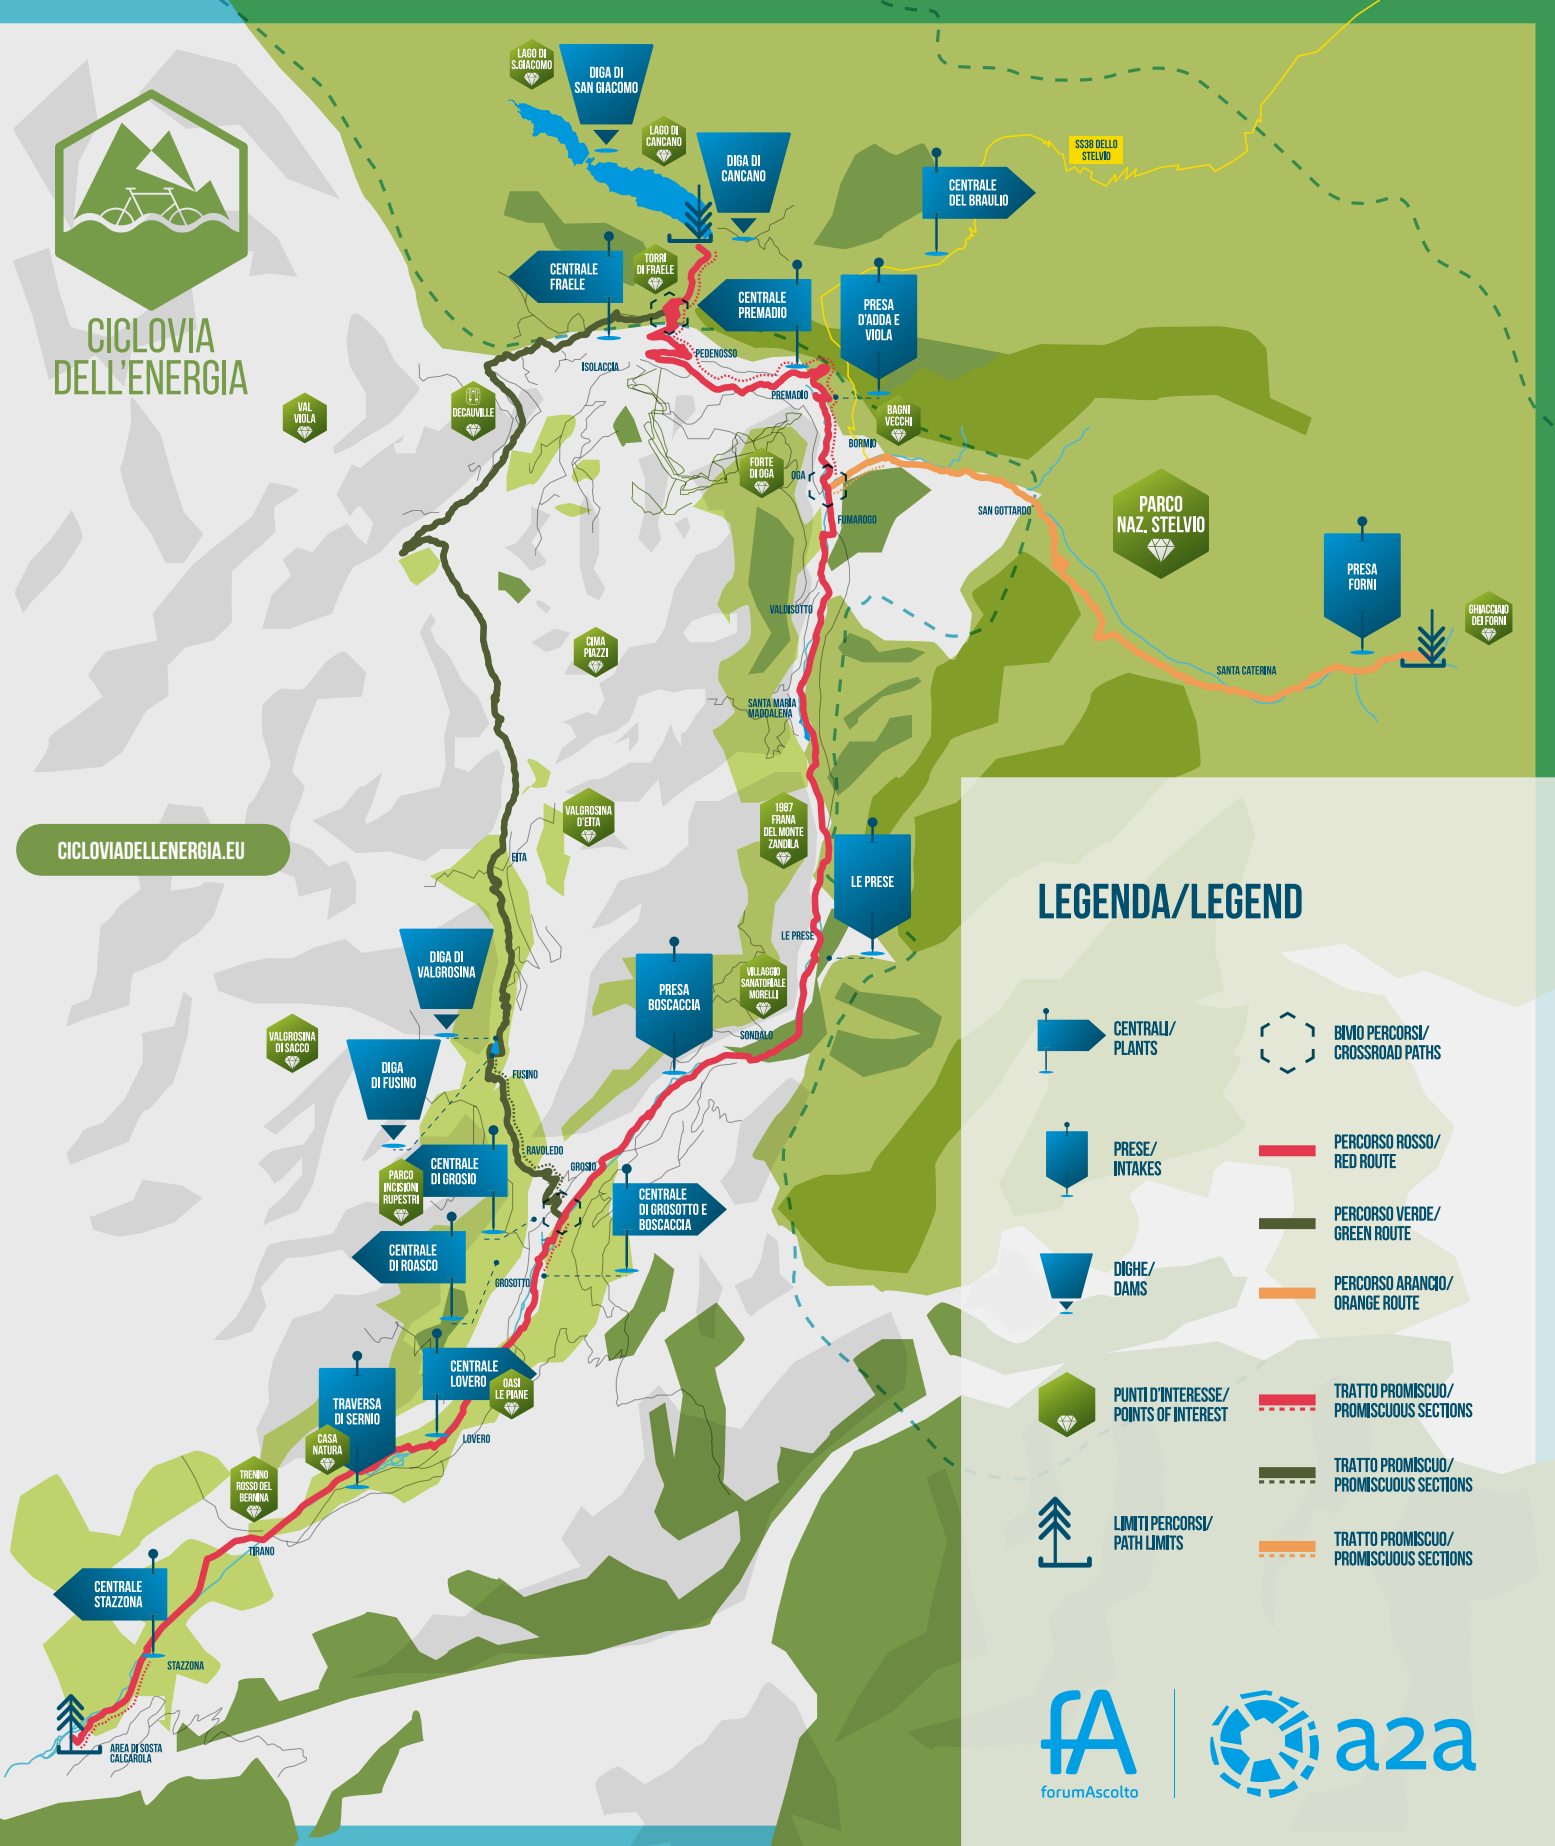 LAGO DI
S.GIACOMO
DIGA DI
SAN GIACOMO
LAGO DI
CANCANO
DIGA DI
CANCANO
SS38 DELLO
STELVIO
CENTRALE
DEL BRAULIO
CICLOVIA
DELL'ENERGIA
CENTRALE
FRAELE
TORRI
DI FRAELE
CENTRALE
PREMADIO
PRESA
D'ADDA E
VIOLA
ISOLACCIA
PEDENOSSO
PREMADIO
VAL
VIOLA
DECAUVILLE
BAGNI
VECCHI
BORMIO
FORTE
DI OGA
OGA
FUMAROGO
SAN GOTTARDO
PARCO
NAZ. STELVIO
PRESA
FORNI
GHIACCIAIO
DEI FORNI
VALDISOTTO
CIMA
PIAZZI
SANTA CATERINA
SANTA MARIA
MADDALENA
VALGROSINA
D'EITA
1987
FRANA
DEL MONTE
ZANDILA
CICLOVIADELLENERGIA.EU
EITA
LE PRESE
LE PRESE
DIGA DI
VALGROSINA
PRESA
BOSCACCIA
VILLAGGIO
SANATORIALE
MORELLI
VALGROSINA
DI SACCO
SONDALO
DIGA
DI FUSINO
FUSINO
RAVOLEDO
GROSIO
CENTRALE
DI GROSIO
PARCO
INCISIONI
RUPESTRI
CENTRALE
DI GROSOTTO E
BOSCACCIA
CENTRALE
DI ROASCO
GROSOTTO
CENTRALE
LOVERO
OASI
LE PIANE
TRAVERSA
DI SERNIO
CASA
NATURA
LOVERO
TRENINO
ROSSO DEL
BERNINA
TIRANO
CENTRALE
STAZZONA
STAZZONA
AREA DI SOSTA
CALCAROLA
LEGENDA/LEGEND
CENTRALI/
PLANTS
BIVIO PERCORSI/
CROSSROAD PATHS
PRESE/
INTAKES
PERCORSO ROSSO/
RED ROUTE
PERCORSO VERDE/
GREEN ROUTE
DIGHE/
DAMS
PERCORSO ARANCIO/
ORANGE ROUTE
PUNTI D'INTERESSE/
POINTS OF INTEREST
TRATTO PROMISCUO/
PROMISCUOUS SECTIONS
TRATTO PROMISCUO/
PROMISCUOUS SECTIONS
LIMITI PERCORSI/
PATH LIMITS
TRATTO PROMISCUO/
PROMISCUOUS SECTIONS
fA
forumAscolto
a2a